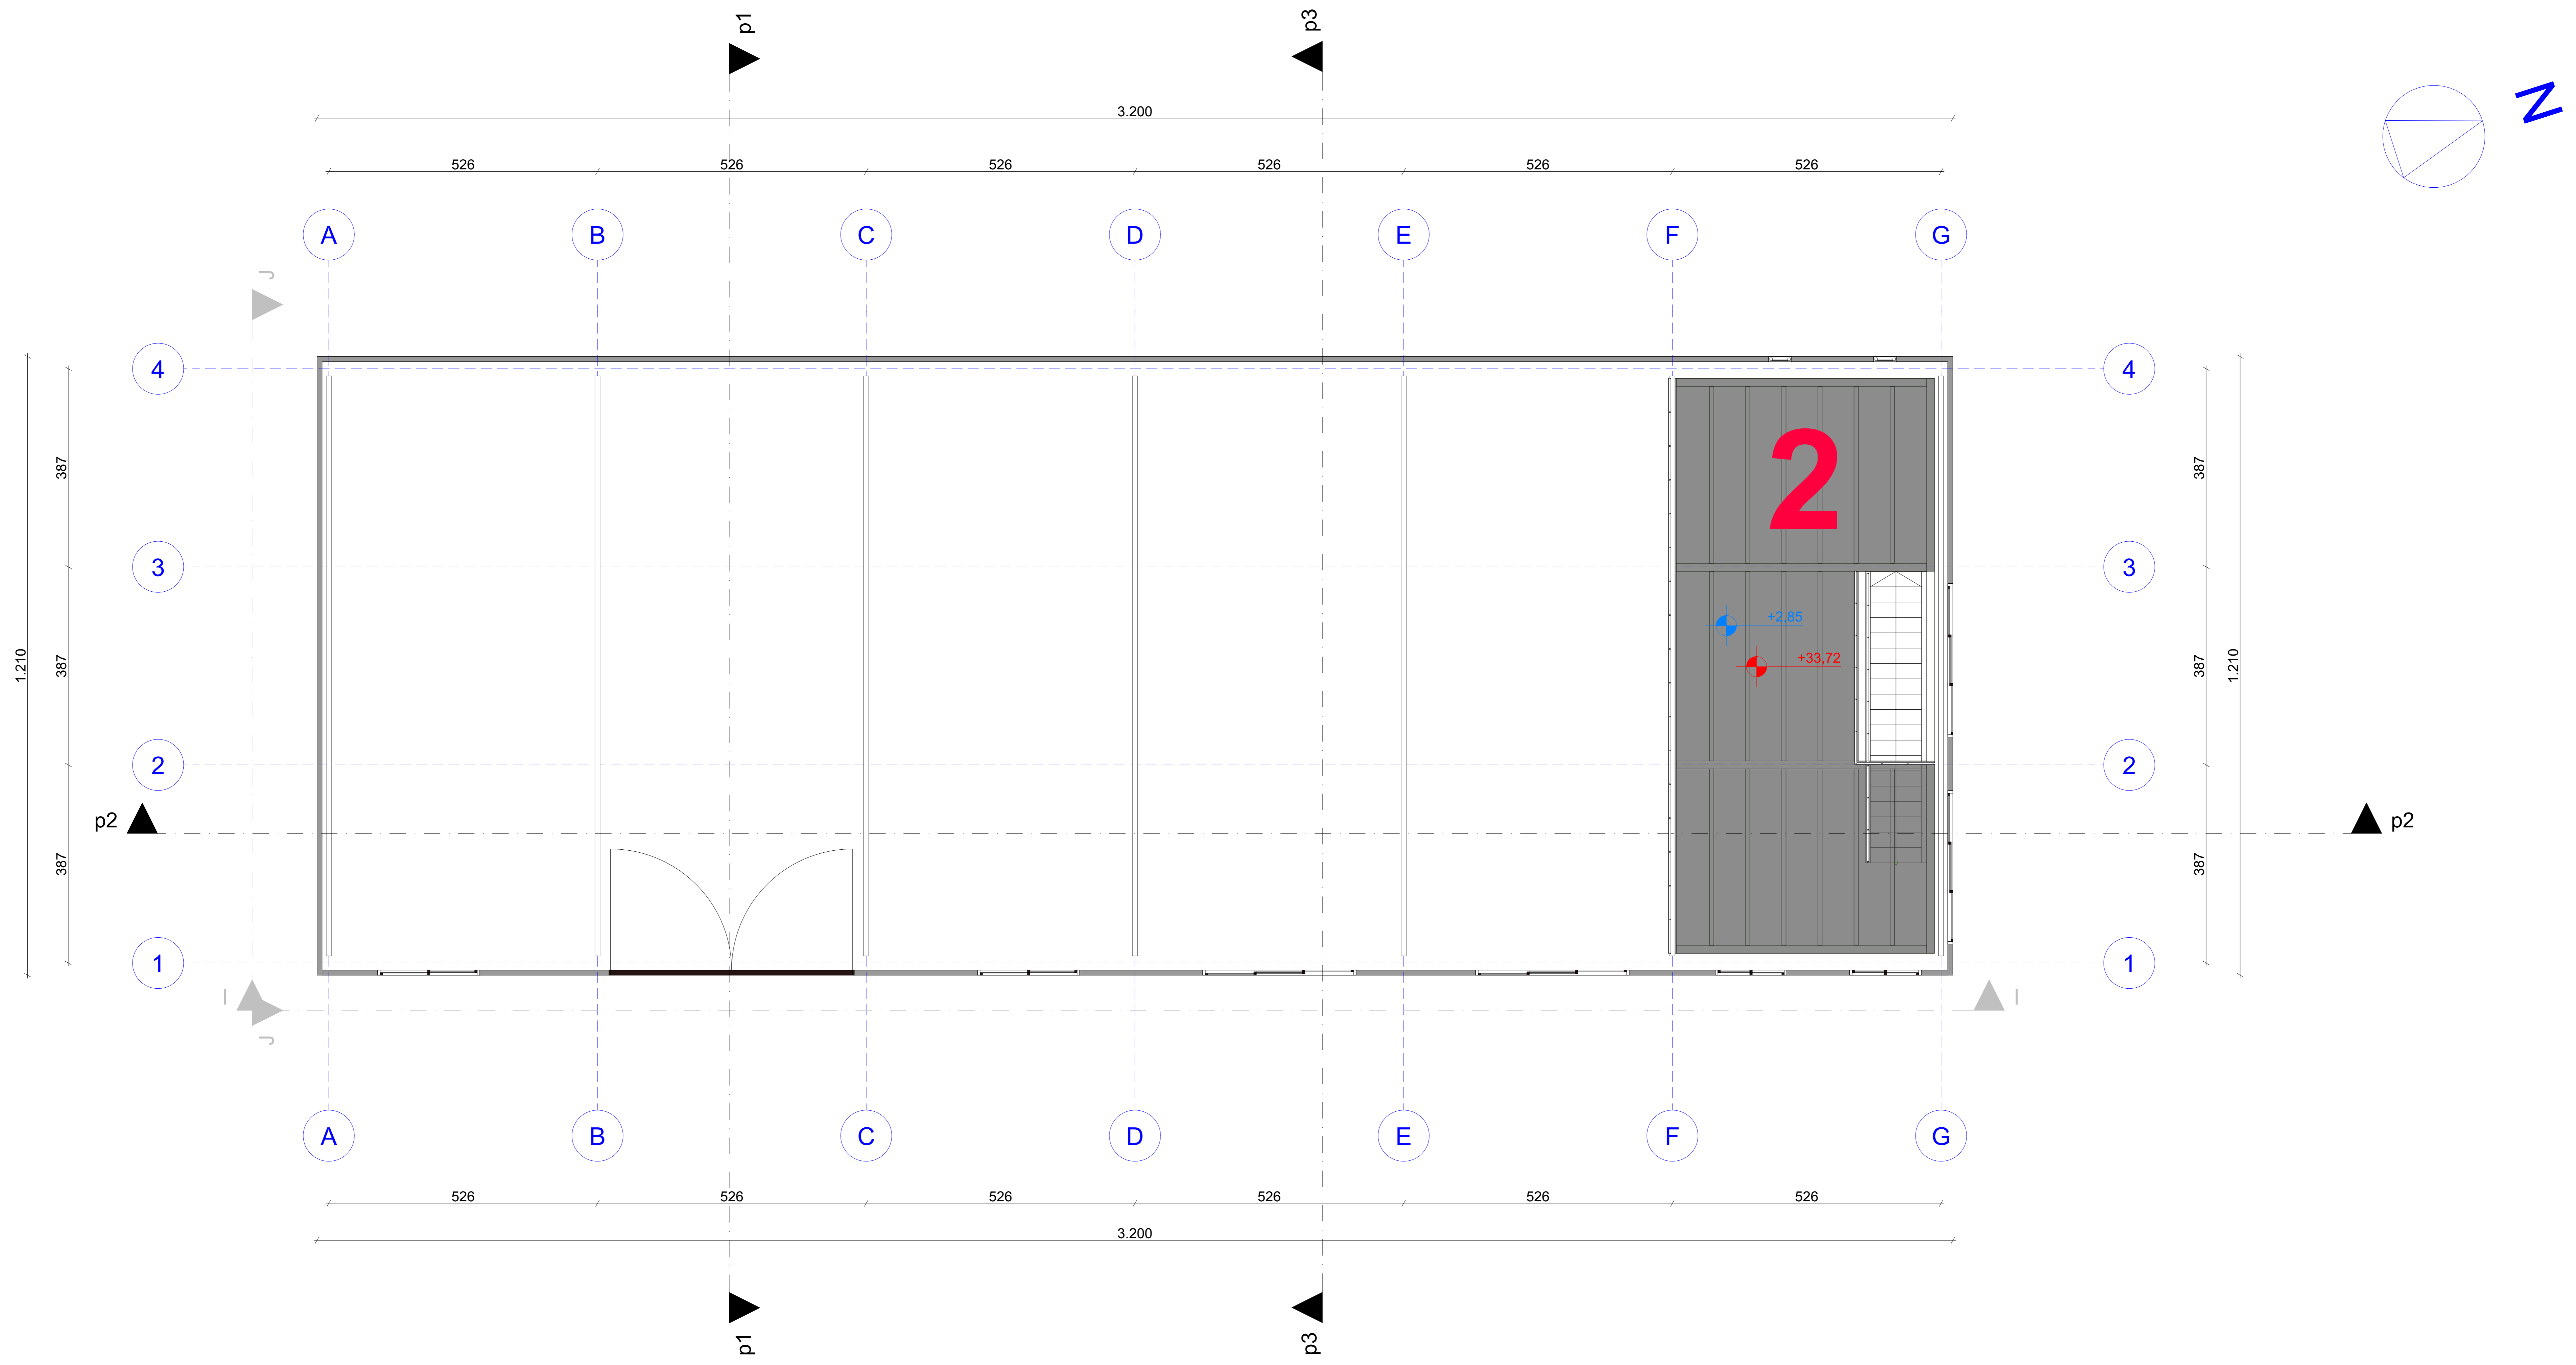 p1
p3
N
3.200
526 526 526 526 526 526
A B C D E F G
J
4 4
2
387 387
3 3
+2,85
1.210 387 +33,72 387 1.210
2 2
p2 p2
387 387
1 1
I I
J
A B C D E F G
526 526 526 526 526 526
3.200
p1
p3